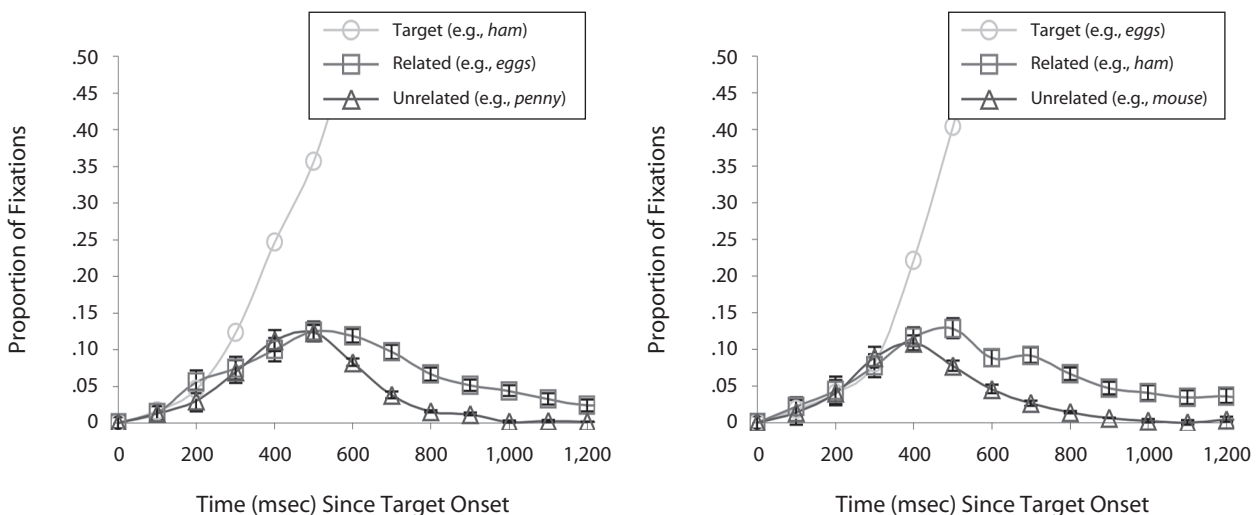 Target (e.g., ham)
Related (e.g., eggs)
Unrelated (e.g., penny)
.50
.45
.40
.35
.30
.25
.20
.15
.10
.05
0
Proportion of Fixations
0 200 400 600 800 1,000 1,200
Time (msec) Since Target Onset
Target (e.g., eggs)
Related (e.g., ham)
Unrelated (e.g., mouse)
.50
.45
.40
.35
.30
.25
.20
.15
.10
.05
0
Proportion of Fixations
0 200 400 600 800 1,000 1,200
Time (msec) Since Target Onset